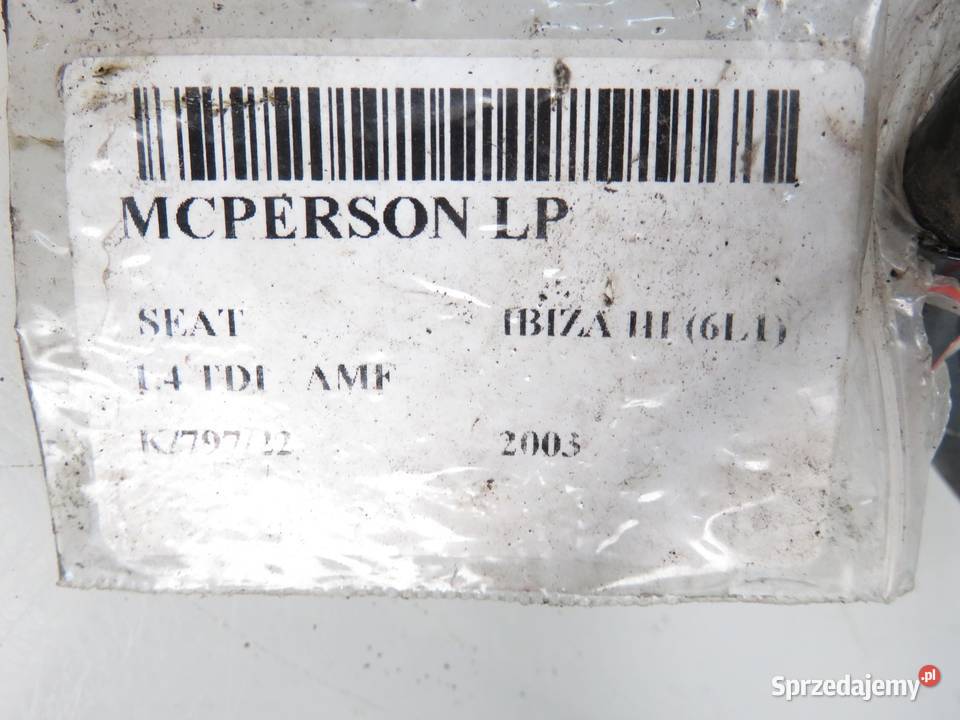 MCPERSON LP
SEAT IBIZA III (6L1)
1.4 TDI AMF
K/797/22 2003
Sprzedajemy.pl